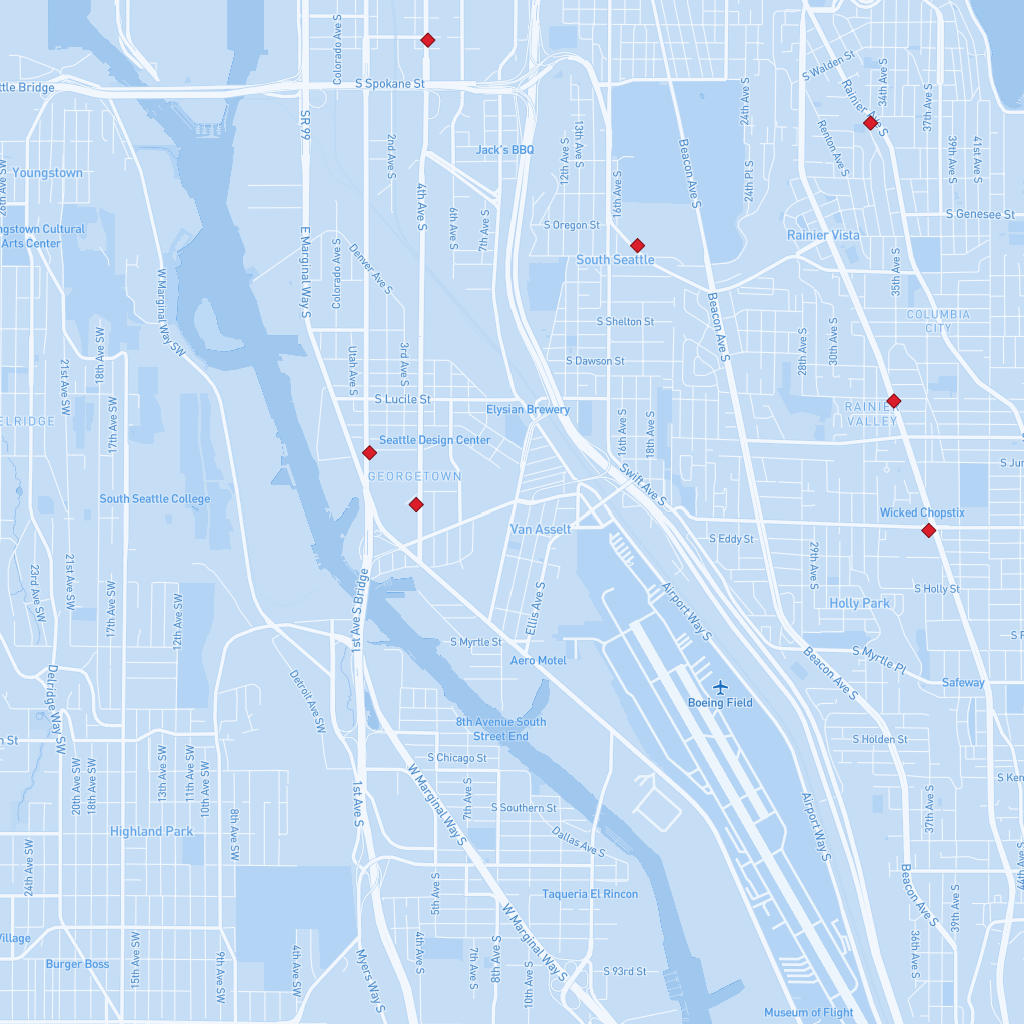 Colorado Ave S
S Spokane St
SR 99
2nd Ave S
Jack's BBQ
4th Ave S
6th Ave S
7th Ave S
12th Ave S
13th Ave S
16th Ave S
S Oregon St
South Seattle
Beacon Ave S
24th Ave S
24th Pl S
S Walden St
Rainier Ave S
Renton Ave S
34th Ave S
37th Ave S
39th Ave S
41st Ave S
S Genesee St
Rainier Vista
35th Ave S
COLUMBIA
CITY
Youngstown
26th Ave SW
Arts Center
W Marginal Way SW
E Marginal Way S
Colorado Ave S
Denver Ave S
Utah Ave S
3rd Ave S
S Lucile St
S Shelton St
S Dawson St
Beacon Ave S
28th Ave S
30th Ave S
RAINIER
VALLEY
Elysian Brewery
16th Ave S
18th Ave S
Swift Ave S
Seattle Design Center
GEORGETOWN
18th Ave SW
21st Ave SW
17th Ave SW
South Seattle College
Van Asselt
S Eddy St
Wicked Chopstix
29th Ave S
S Holly St
Holly Park
21st Ave SW
23rd Ave SW
17th Ave SW
12th Ave SW
1st Ave S Bridge
Ellis Ave S
Airport Way S
S Myrtle St
Aero Motel
Boeing Field
Beacon Ave S
S Myrtle Pl
Safeway
Delridge Way SW
Detroit Ave SW
8th Avenue South
Street End
S Holden St
S Chicago St
W Marginal Way S
7th Ave S
S Southern St
Dallas Ave S
20th Ave SW
18th Ave SW
13th Ave SW
11th Ave SW
10th Ave SW
8th Ave SW
Highland Park
1st Ave S
Airport Way S
37th Ave S
24th Ave SW
5th Ave S
Taqueria El Rincon
W Marginal Way S
Beacon Ave S
39th Ave S
36th Ave S
Burger Boss
15th Ave SW
9th Ave SW
4th Ave SW
Myers Way S
4th Ave S
7th Ave S
8th Ave S
10th Ave S
S 93rd St
Museum of Flight